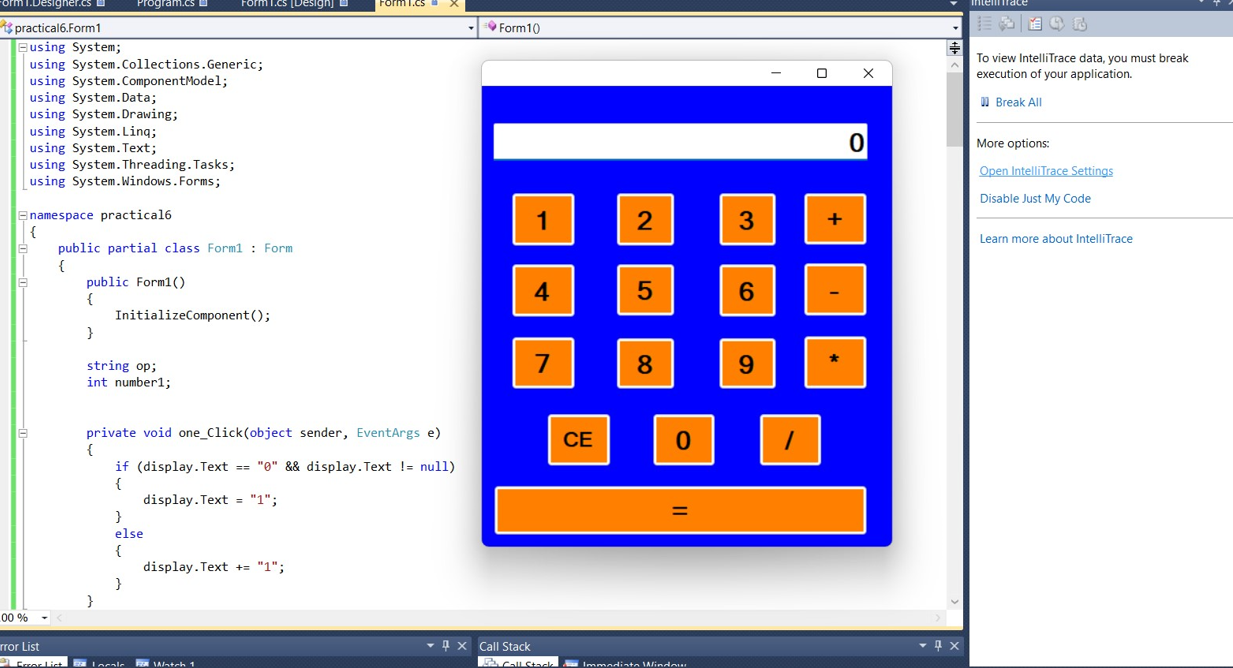 Form1.Designer.cs Program.cs Form1.cs [Design] Form1.cs
practical6.Form1 Form1()
using System;
using System.Collections.Generic;
using System.ComponentModel;
using System.Data;
using System.Drawing;
using System.Linq;
using System.Text;
using System.Threading.Tasks;
using System.Windows.Forms;
namespace practical6
{
public partial class Form1 : Form
{
public Form1()
{
InitializeComponent();
}
string op;
int number1;
private void one_Click(object sender, EventArgs e)
{
if (display.Text == "0" && display.Text != null)
{
display.Text = "1";
}
else
{
display.Text += "1";
}
}
00 %
0
1 2 3 +
4 5 6 -
7 8 9 *
CE 0 /
=
IntelliTrace
To view IntelliTrace data, you must break
execution of your application.
Break All
More options:
Open IntelliTrace Settings
Disable Just My Code
Learn more about IntelliTrace
rror List
Error List Locals Watch 1
Call Stack
Call Stack Immediate Window